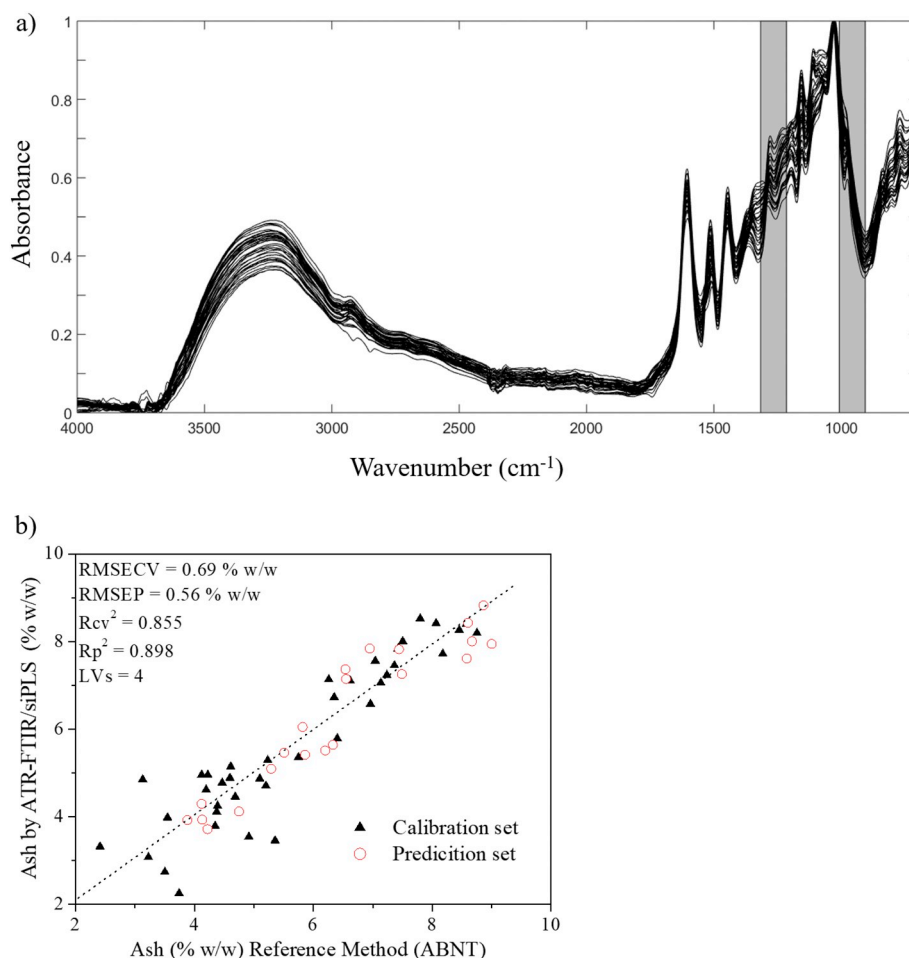 a)
1
0.8
0.6
0.4
0.2
0
Absorbance
4000 3500 3000 2500 2000 1500 1000
Wavenumber (cm-1)
b)
10
8
6
4
2
Ash by ATR-FTIR/siPLS (% w/w)
RMSECV = 0.69 % w/w
RMSEP = 0.56 % w/w
Rcv2 = 0.855
Rp2 = 0.898
LVs = 4
Calibration set
Predicition set
2 4 6 8 10
Ash (% w/w) Reference Method (ABNT)